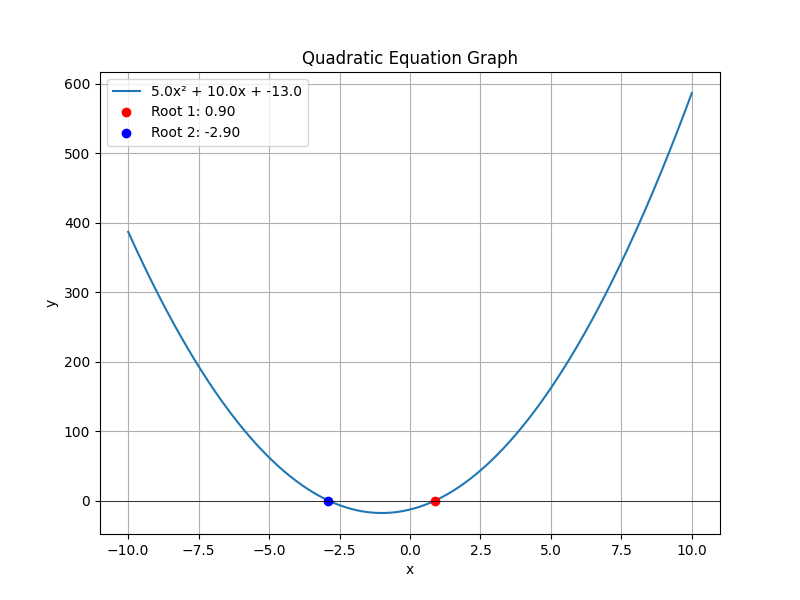 Quadratic Equation Graph
5.0x² + 10.0x + -13.0
Root 1: 0.90
Root 2: -2.90
600
500
400
300
200
100
0
y
−10.0 −7.5 −5.0 −2.5 0.0 2.5 5.0 7.5 10.0
x